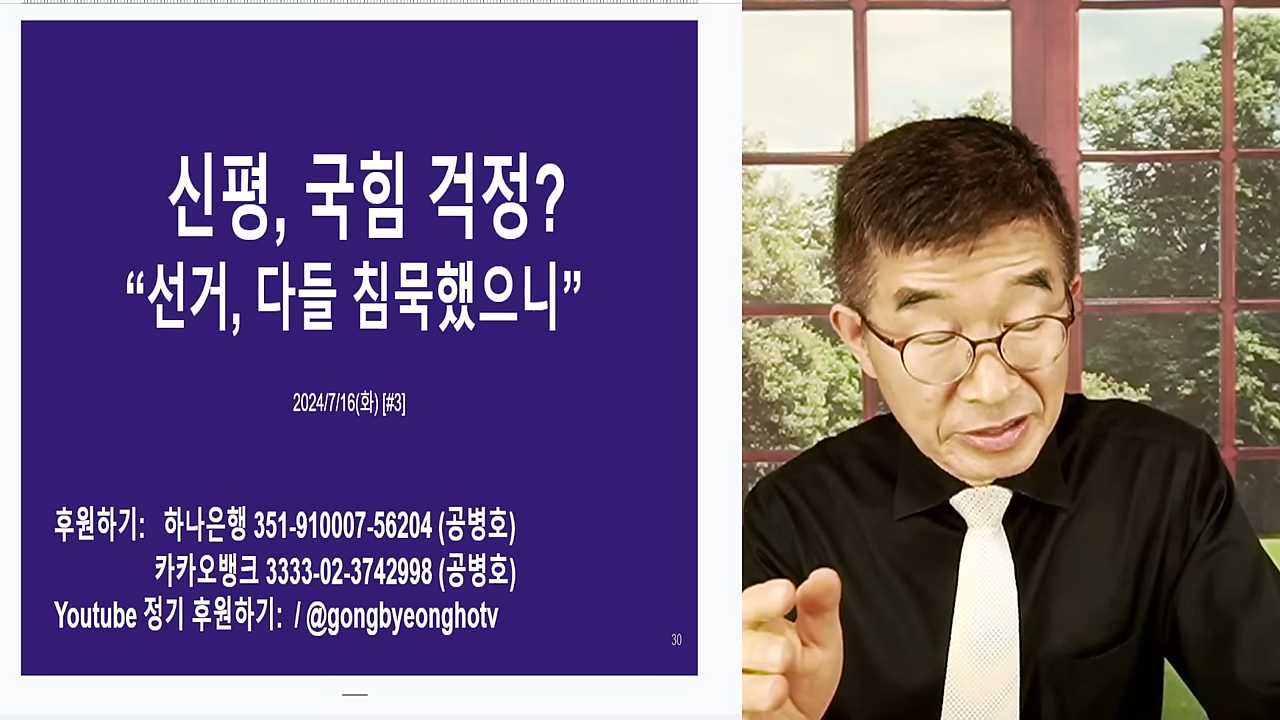 신평, 국힘 걱정?
“선거, 다들 침묵했으니”
2024/7/16(화) [#3]
후원하기: 하나은행 351-910007-56204 (공병호)
카카오뱅크 3333-02-3742998 (공병호)
Youtube 정기 후원하기: / @gongbyeonghotv
30